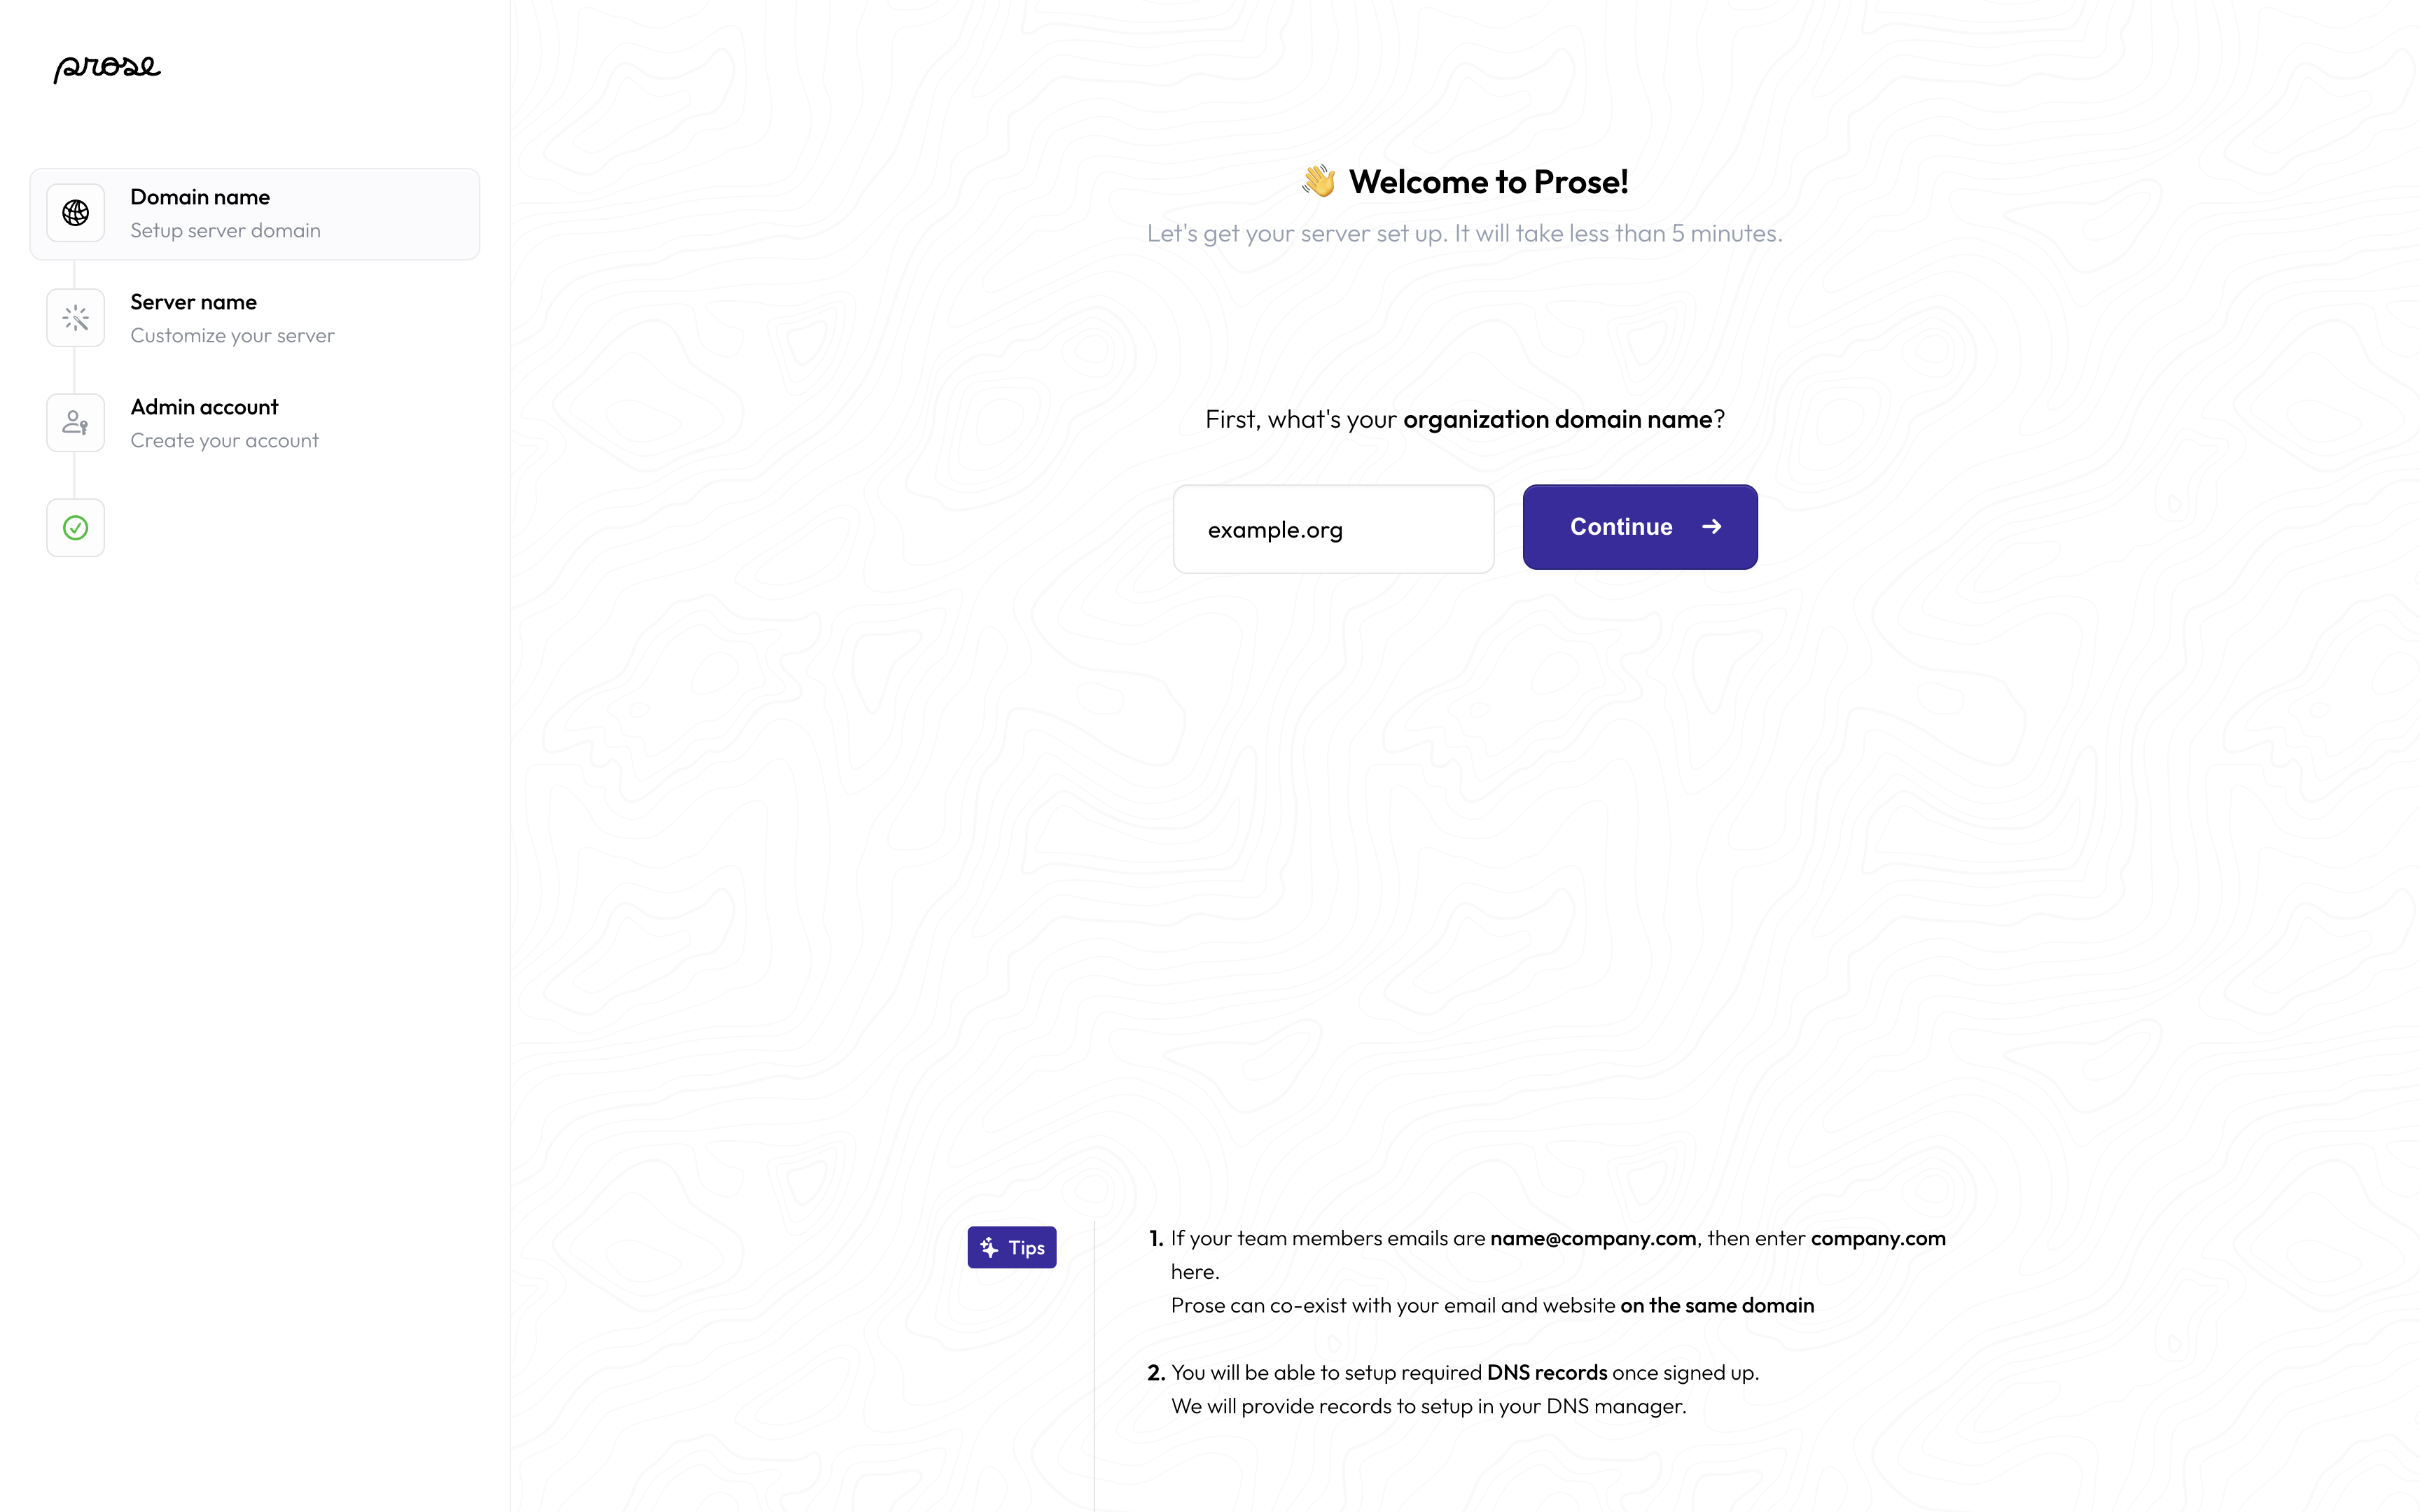 prose
Domain name
Setup server domain
Server name
Customize your server
Admin account
Create your account
👋 Welcome to Prose!
Let's get your server set up. It will take less than 5 minutes.
First, what's your organization domain name?
example.org
Continue →
Tips
1. If your team members emails are name@company.com, then enter company.com
here.
Prose can co-exist with your email and website on the same domain
2. You will be able to setup required DNS records once signed up.
We will provide records to setup in your DNS manager.